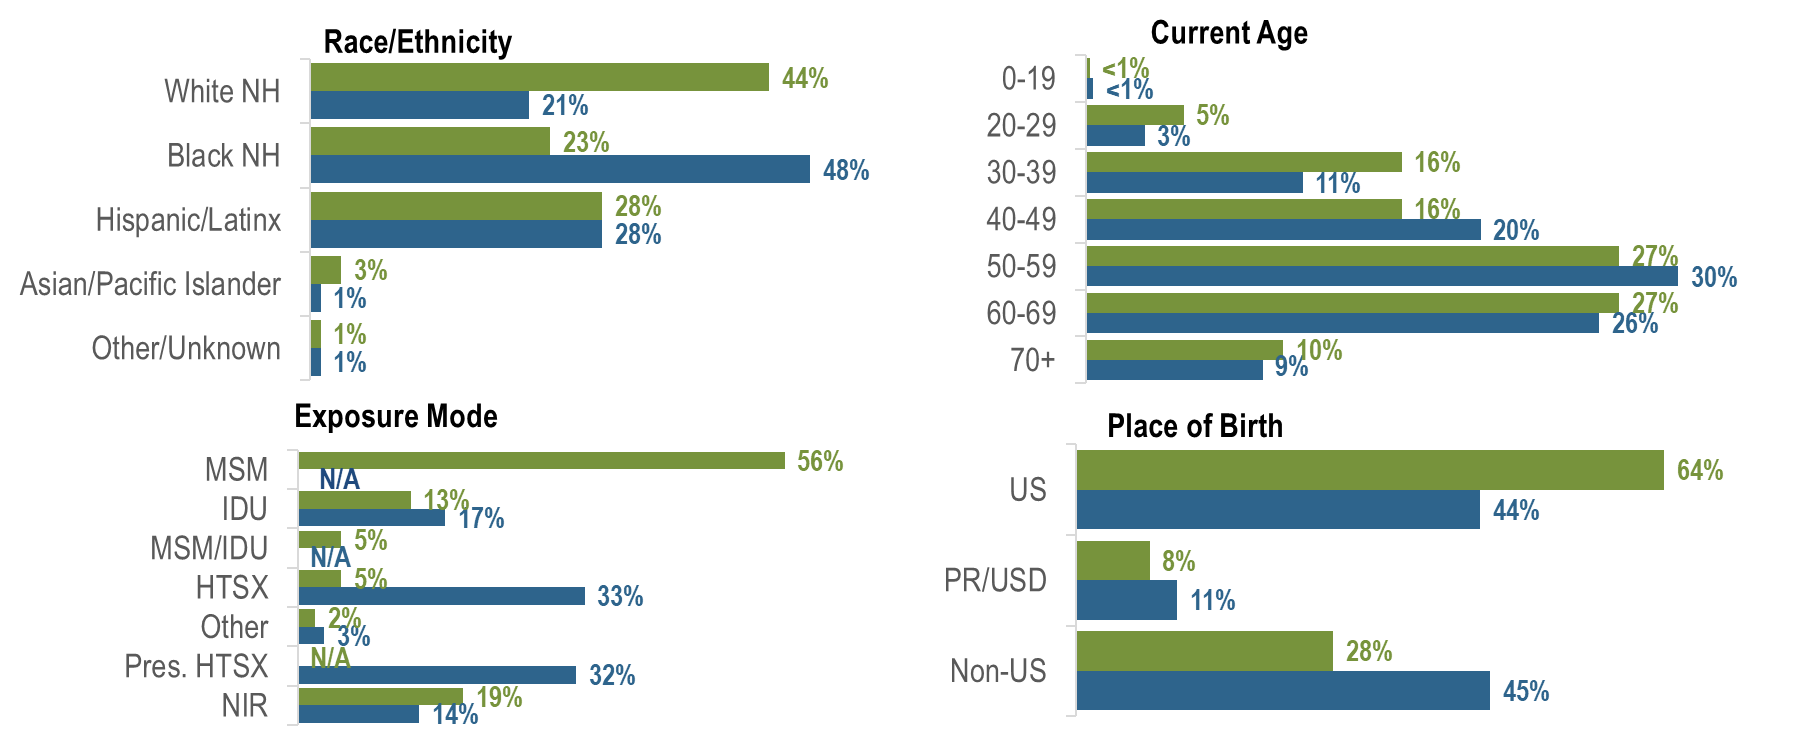 Race/Ethnicity
White NH
44%
21%
Black NH
23%
48%
Hispanic/Latinx
28%
28%
Asian/Pacific Islander
3%
1%
Other/Unknown
1%
1%
Current Age
0-19
<1%
<1%
20-29
5%
3%
30-39
16%
11%
40-49
16%
20%
50-59
27%
30%
60-69
27%
26%
70+
10%
9%
Exposure Mode
MSM
56%
N/A
IDU
13%
17%
MSM/IDU
5%
N/A
HTSX
5%
33%
Other
2%
3%
Pres. HTSX
N/A
32%
NIR
19%
14%
Place of Birth
US
64%
44%
PR/USD
8%
11%
Non-US
28%
45%